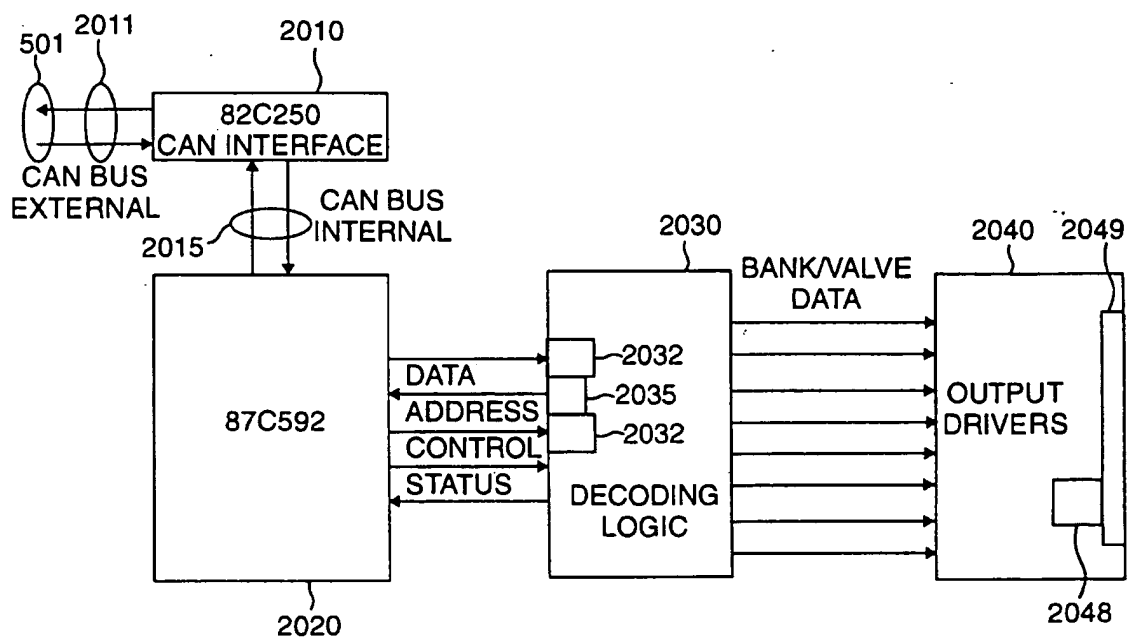 501
2011
2010
82C250
CAN INTERFACE
CAN BUS
EXTERNAL
CAN BUS
INTERNAL
2015
2030
2040
2049
BANK/VALVE
DATA
87C592
DATA
ADDRESS
CONTROL
STATUS
2032
2035
2032
DECODING
LOGIC
OUTPUT
DRIVERS
2048
2020